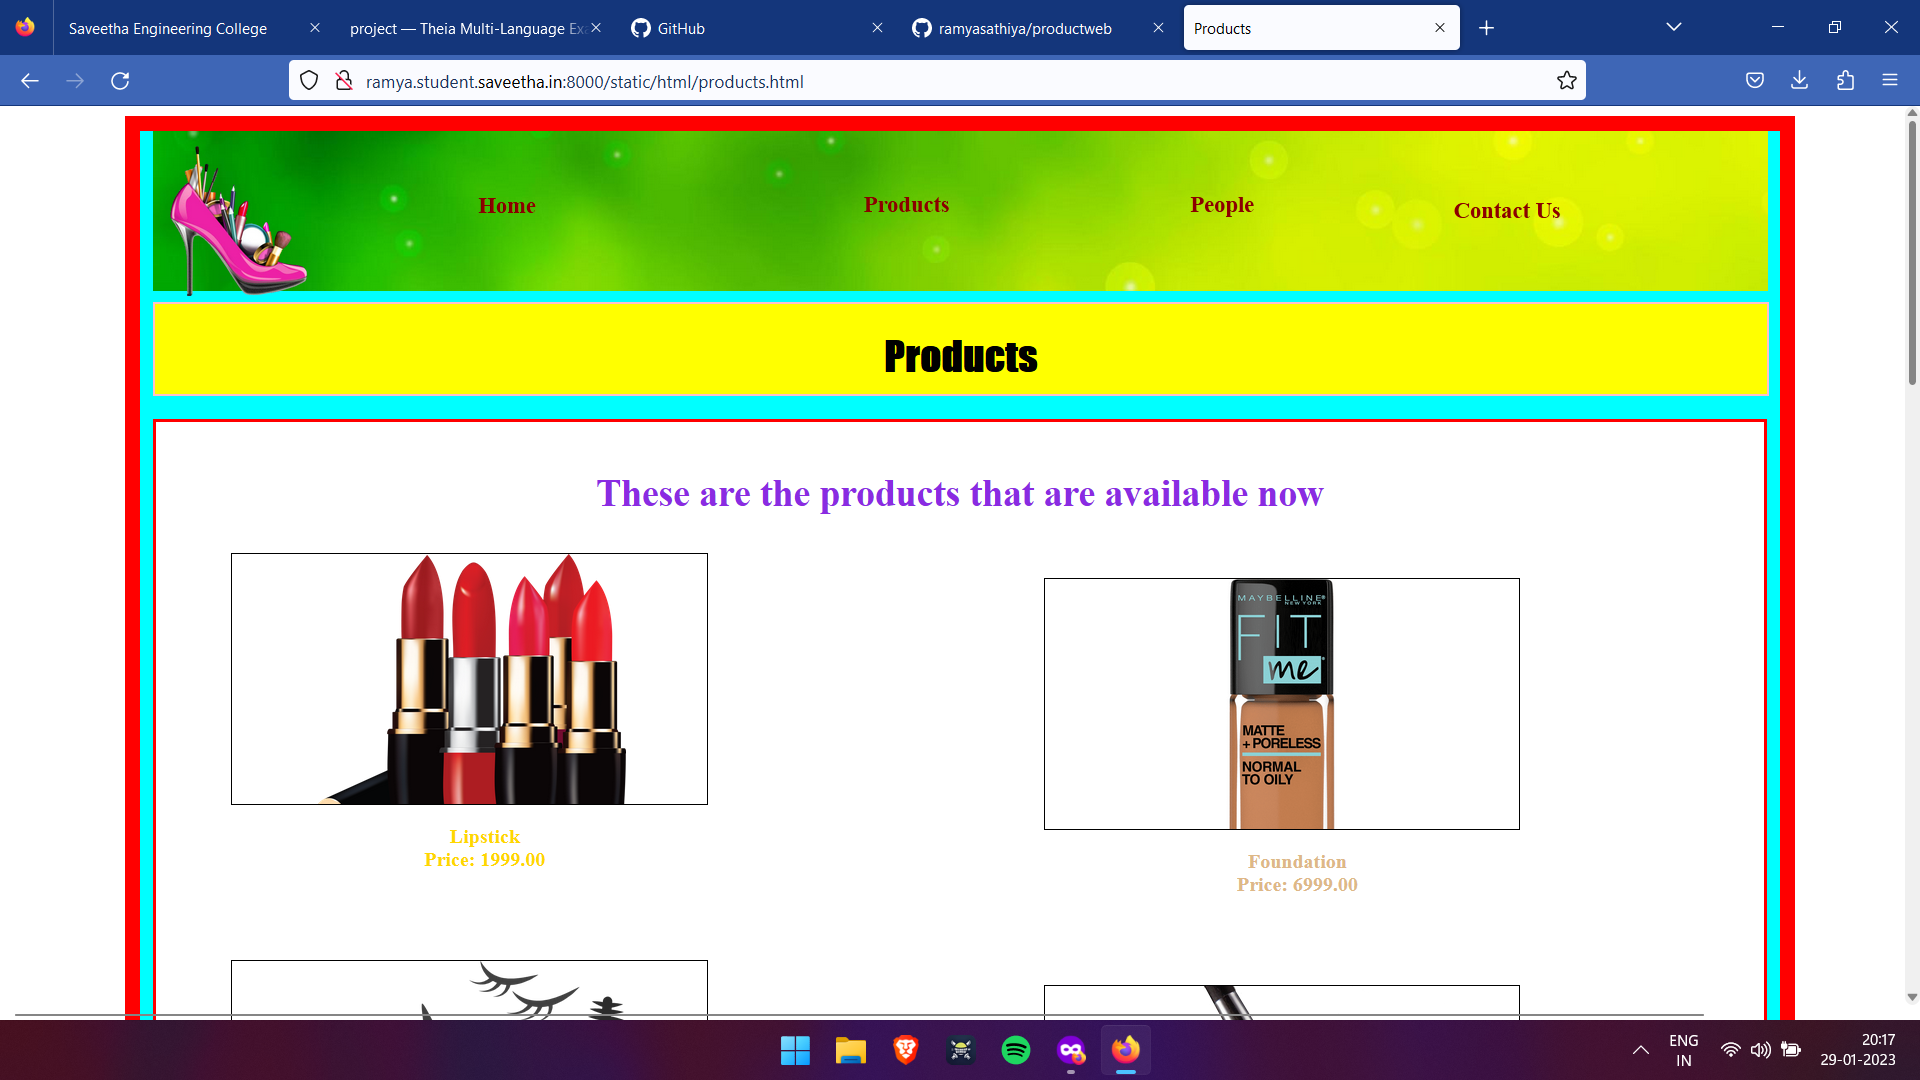 Saveetha Engineering College
project — Theia Multi-Language Ex
GitHub
ramyasathiya/productweb
Products
ramya.student.saveetha.in:8000/static/html/products.html
Home
Products
People
Contact Us
Products
These are the products that are available now
MAYBELLINE®
NEW YORK
FIT
me
MATTE
+ PORELESS
NORMAL
TO OILY
Lipstick
Price: 1999.00
Foundation
Price: 6999.00
ENG
IN
20:17
29-01-2023